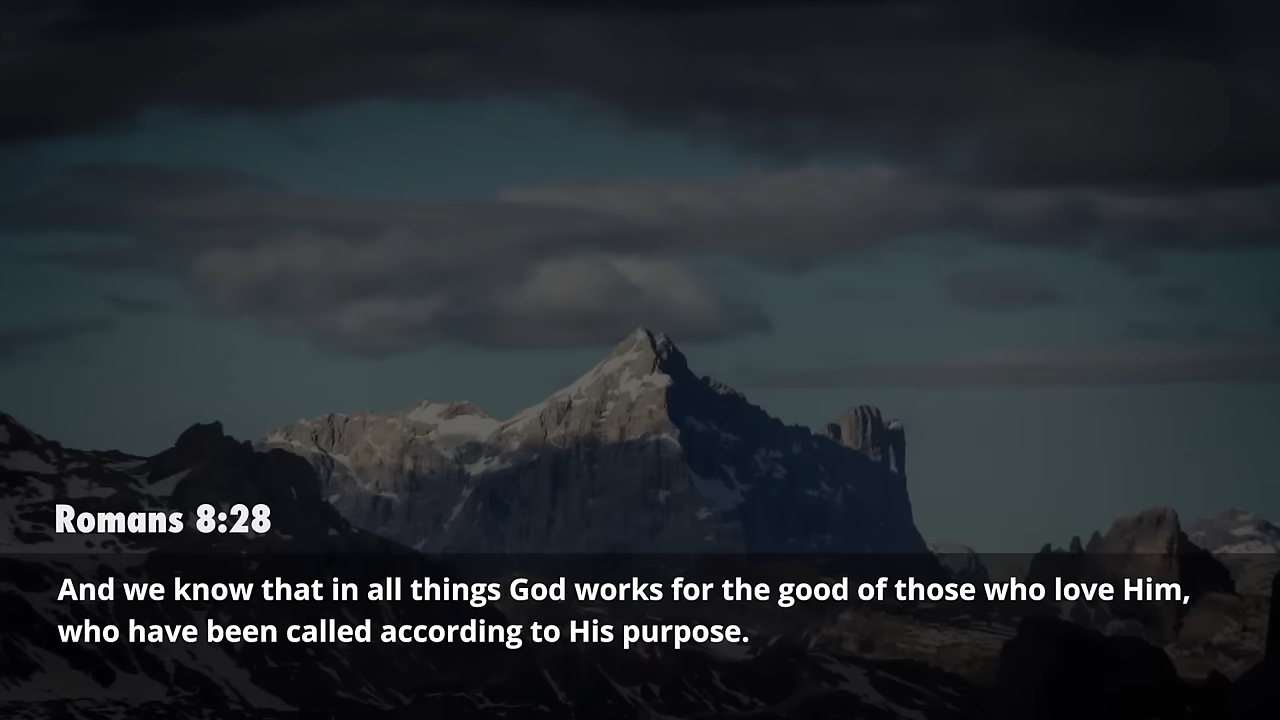 Romans 8:28
And we know that in all things God works for the good of those who love Him,
who have been called according to His purpose.